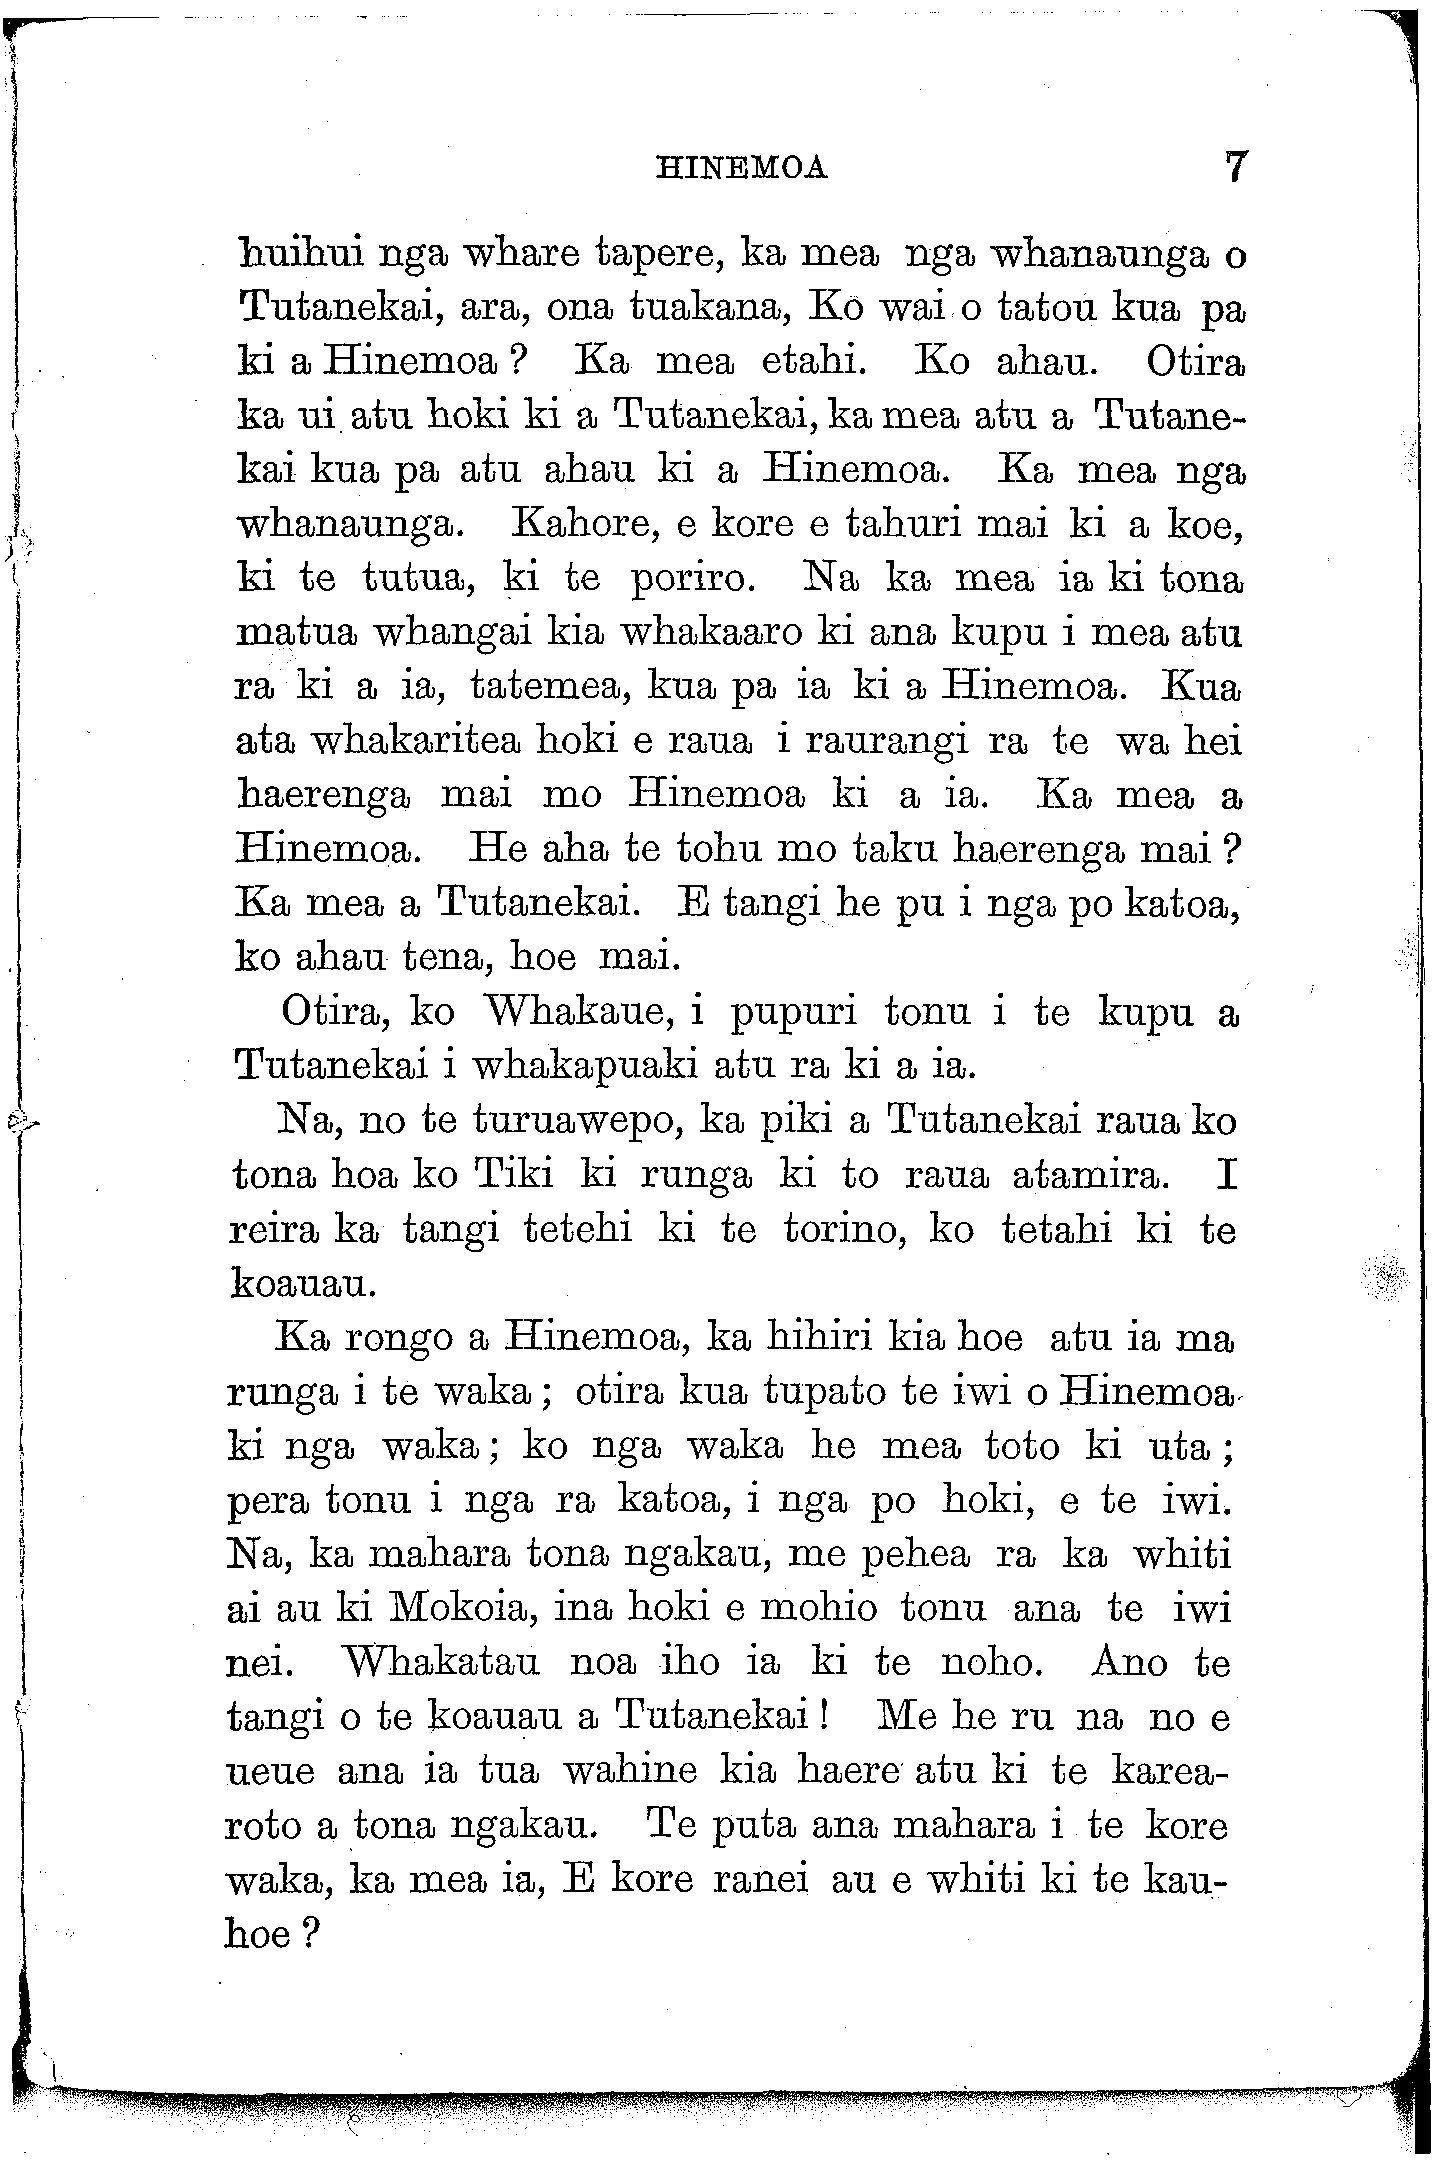 HINEMOA 7
huihui nga whare tapere, ka mea nga whanaunga o
Tutanekai, ara, ona tuakana, Ko wai o tatou kua pa
ki a Hinemoa ? Ka mea etahi. Ko ahau. Otira
ka ui atu hoki ki a Tutanekai, ka mea atu a Tutane-
kai kua pa atu ahau ki a Hinemoa. Ka mea nga
whanaunga. Kahore, e kore e tahuri mai ki a koe,
ki te tutua, ki te poriro. Na ka mea ia ki tona
matua whangai kia whakaaro ki ana kupu i mea atu
ra ki a ia, tatemea, kua pa ia ki a Hinemoa. Kua
ata whakaritea hoki e raua i raurangi ra te wa hei
haerenga mai mo Hinemoa ki a ia. Ka mea a
Hinemoa. He aha te tohu mo taku haerenga mai ?
Ka mea a Tutanekai. E tangi he pu i nga po katoa,
ko ahau tena, hoe mai.
Otira, ko Whakaue, i pupuri tonu i te kupu a
Tutanekai i whakapuaki atu ra ki a ia.
Na, no te turuawepo, ka piki a Tutanekai raua ko
tona hoa ko Tiki ki runga ki to raua atamira. I
reira ka tangi tetehi ki te torino, ko tetahi ki te
koauau.
Ka rongo a Hinemoa, ka hihiri kia hoe atu ia ma
runga i te waka ; otira kua tupato te iwi o Hinemoa
ki nga waka ; ko nga waka he mea toto ki uta ;
pera tonu i nga ra katoa, i nga po hoki, e te iwi.
Na, ka mahara tona ngakau, me pehea ra ka whiti
ai au ki Mokoia, ina hoki e mohio tonu ana te iwi
nei. Whakatau noa iho ia ki te noho. Ano te
tangi o te koauau a Tutanekai ! Me he ru na no e
ueue ana ia tua wahine kia haere atu ki te karea-
roto a tona ngakau. Te puta ana mahara i te kore
waka, ka mea ia, E kore ranei au e whiti ki te kau-
hoe ?